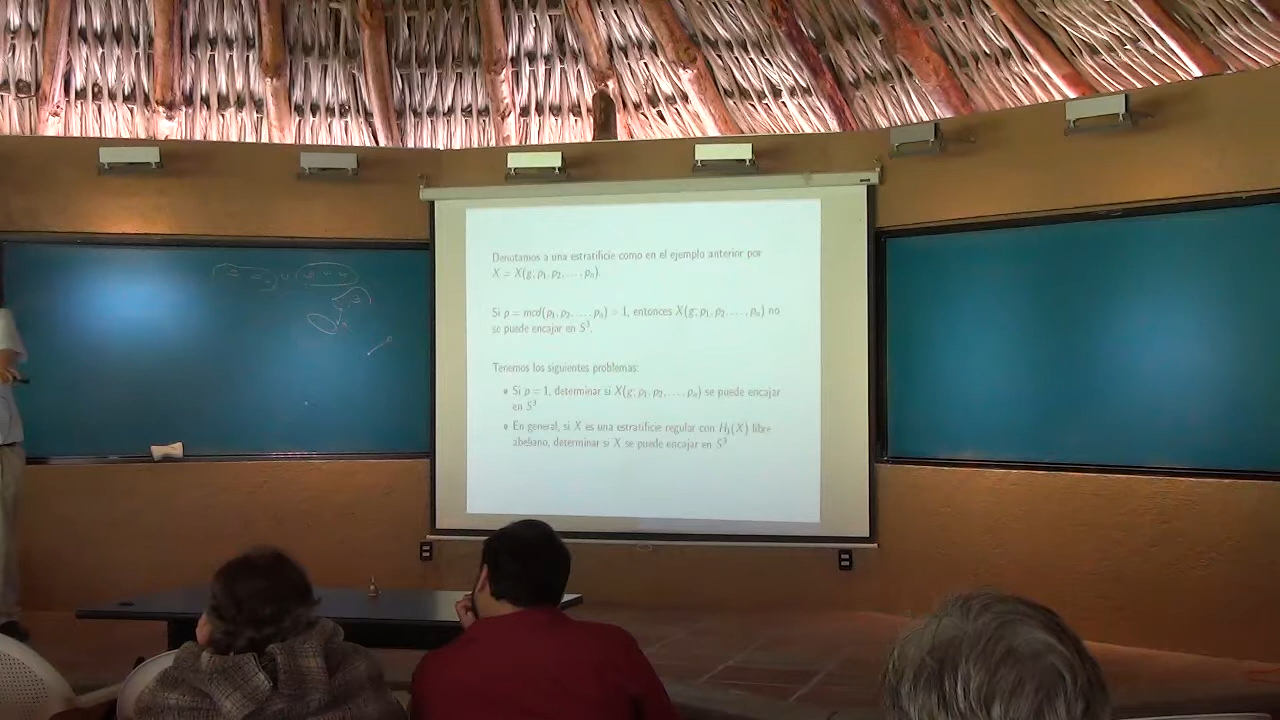 Denotamos a una estratificie como en el ejemplo anterior por
X = X(g; p₁, p₂, . . . , pₙ).
Si p = mcd(p₁, p₂, . . . , pₙ) > 1, entonces X(g; p₁, p₂ . . . , pₙ) no
se puede encajar en S³.
Tenemos los siguientes problemas:
• Si p = 1, determinar si X(g; p₁, p₂, . . . , pₙ) se puede encajar
en S³
• En general, si X es una estratificie regular con H₁(X) libre
abeliano, determinar si X se puede encajar en S³